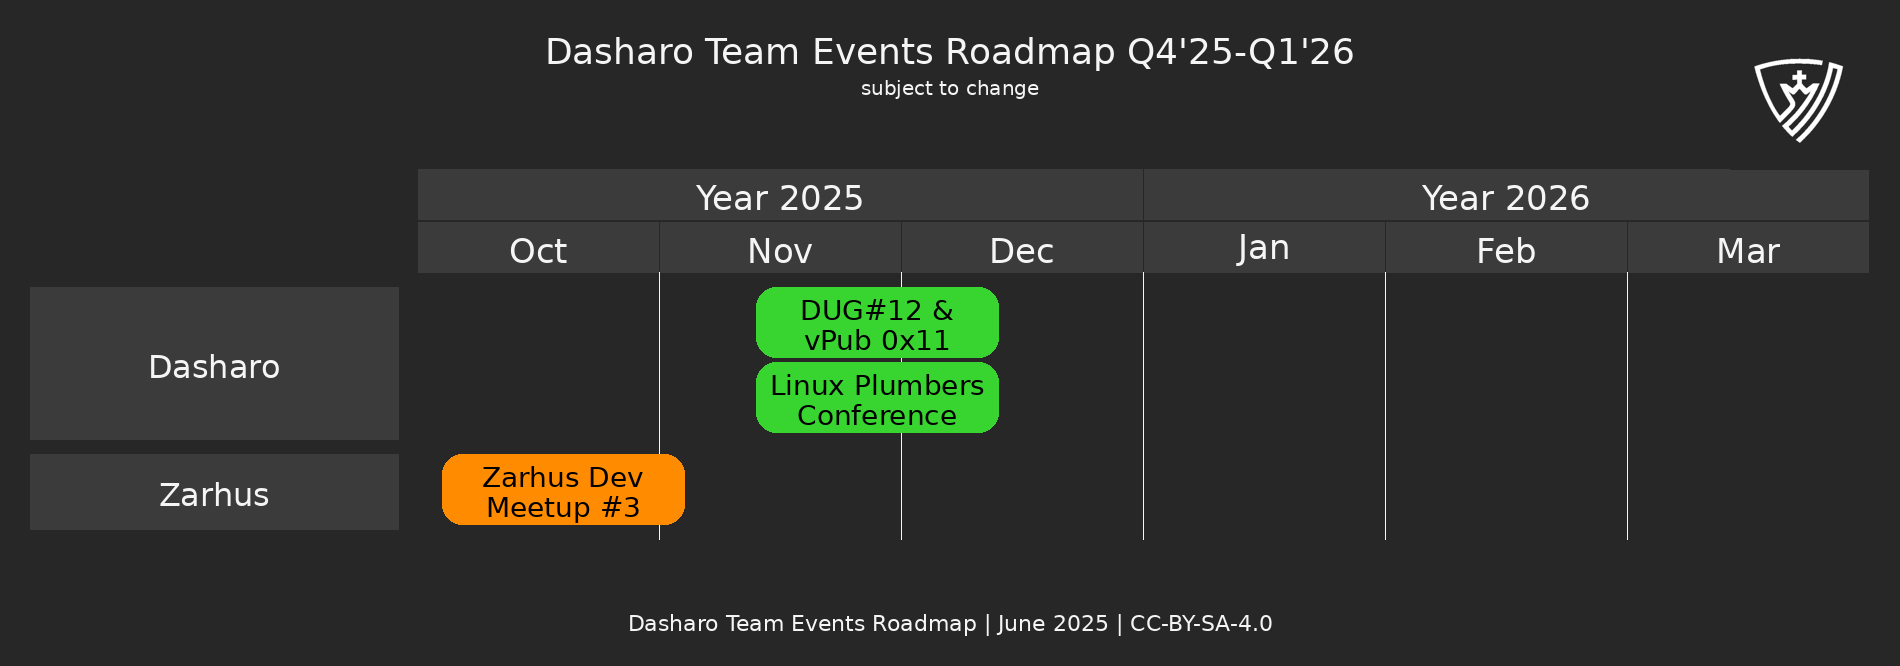 Dasharo Team Events Roadmap Q4'25-Q1'26
subject to change
Year 2025
Year 2026
Oct
Nov
Dec
Jan
Feb
Mar
Dasharo
DUG#12 &
vPub 0x11
Linux Plumbers
Conference
Zarhus
Zarhus Dev
Meetup #3
Dasharo Team Events Roadmap | June 2025 | CC-BY-SA-4.0